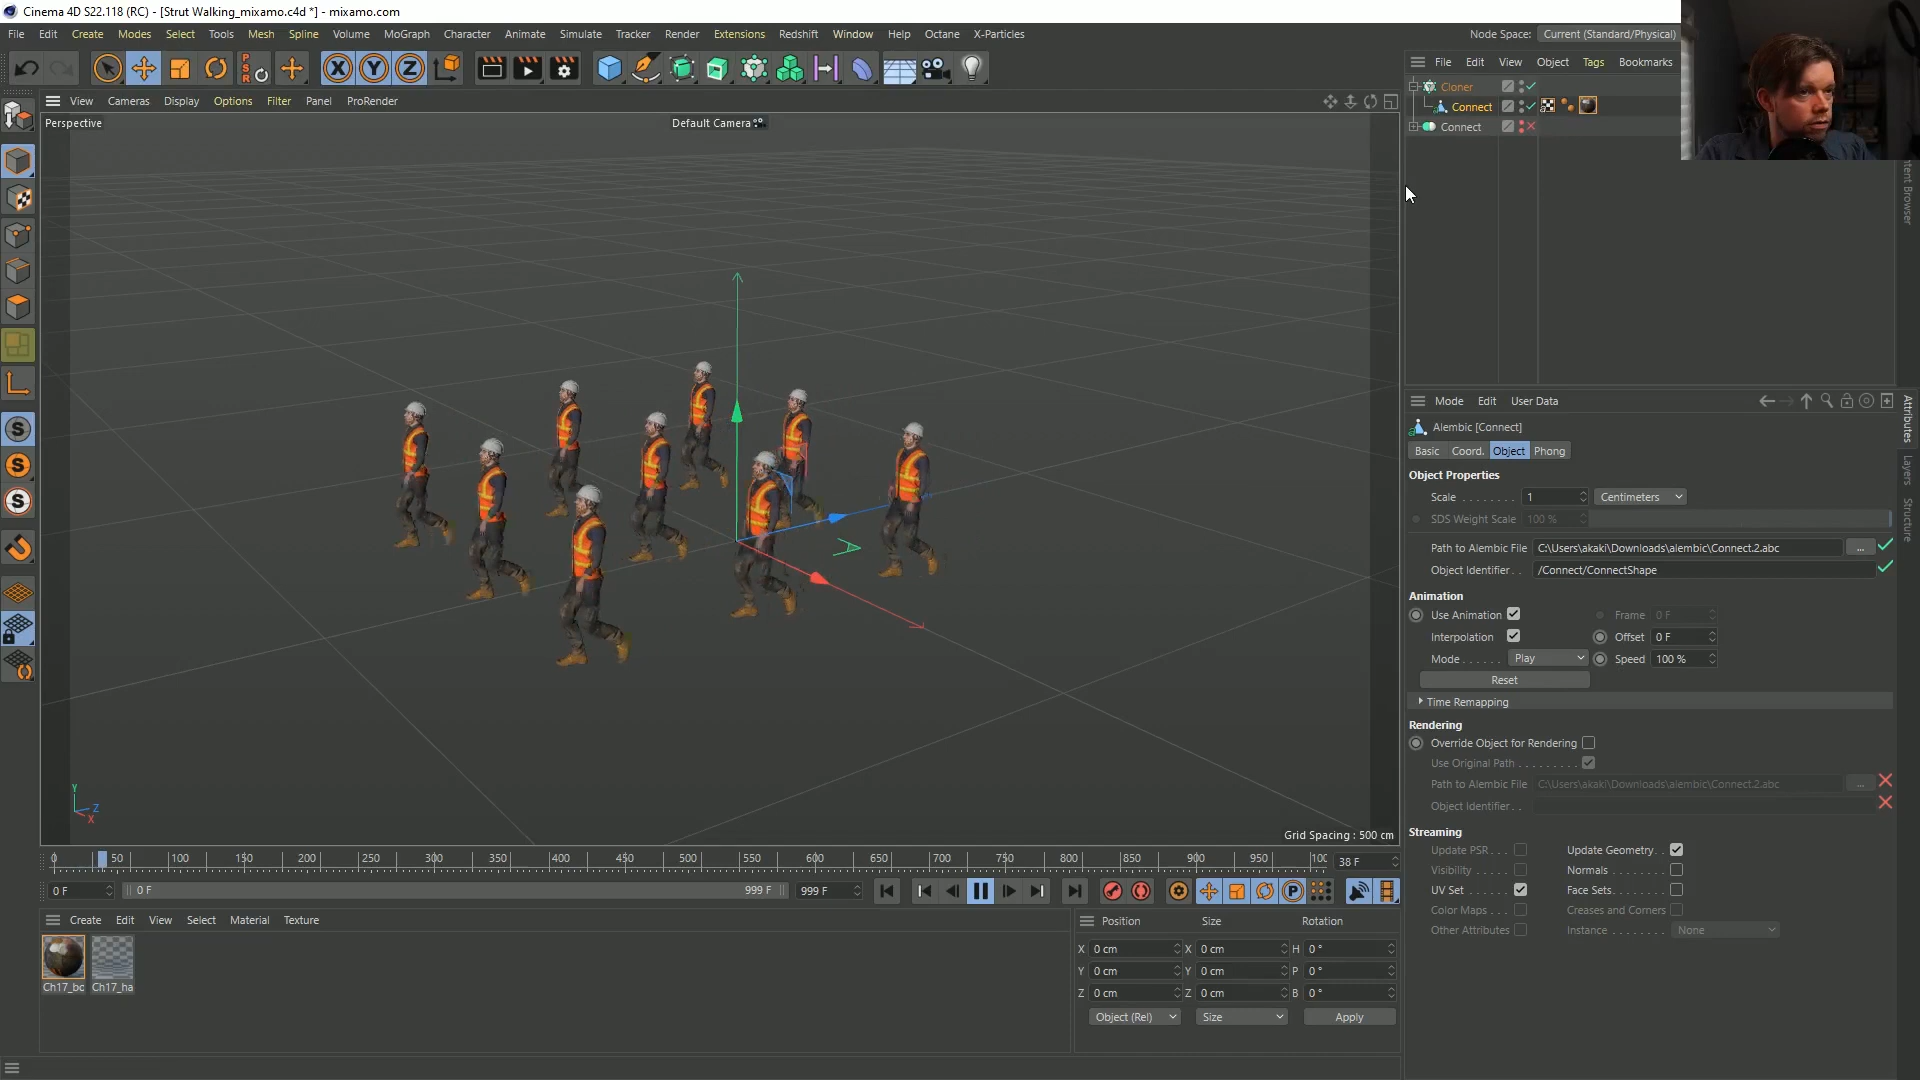 Cinema 4D S22.118 (RC) - [Strut Walking_mixamo.c4d *] - mixamo.com
File Edit Create Modes Select Tools Mesh Spline Volume MoGraph Character Animate Simulate Tracker Render Extensions Redshift Window Help Octane X-Particles Node Space: Current (Standard/Physical)
P S R X Y Z
File Edit View Object Tags Bookmarks
Cloner
Connect
Connect
View Cameras Display Options Filter Panel ProRender
Perspective Default Camera
Content Browser
Attributes
Layers
Structure
Mode Edit User Data
Alembic [Connect]
Basic Coord. Object Phong
Object Properties
Scale . . . . . . . . 1 Centimeters
SDS Weight Scale 100 %
Path to Alembic File C:\Users\akaki\Downloads\alembic\Connect.2.abc ...
Object Identifier . . /Connect/ConnectShape
Animation
Use Animation Frame 0 F
Interpolation Offset 0 F
Mode . . . . . . Play Speed 100 %
Reset
Time Remapping
Rendering
Override Object for Rendering
Use Original Path . . . . . . . . .
Path to Alembic File C:\Users\akaki\Downloads\alembic\Connect.2.abc ...
Object Identifier . .
Streaming
Update PSR . . . Update Geometry . .
Visibility . . . . . Normals . . . . . . . .
UV Set . . . . . . . Face Sets . . . . . . .
Color Maps . . . Creases and Corners
Other Attributes Instance . . . . . . . . None
Y Z X
Grid Spacing : 500 cm
0 50 100 150 200 250 300 350 400 450 500 550 600 650 700 750 800 850 900 950 100 38 F
0 F 0 F 999 F 999 F P
Create Edit View Select Material Texture
Ch17_bo Ch17_ha
Position Size Rotation
X 0 cm X 0 cm H 0 °
Y 0 cm Y 0 cm P 0 °
Z 0 cm Z 0 cm B 0 °
Object (Rel) Size Apply